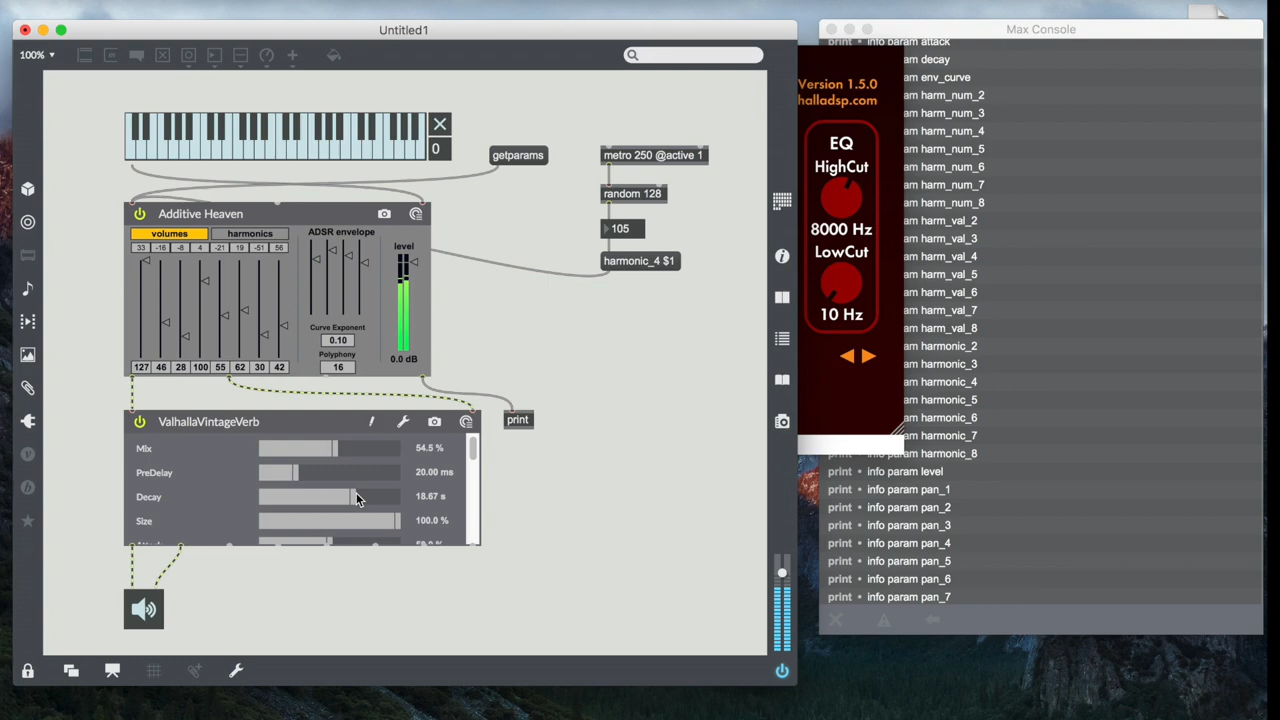 Untitled1
100%
0
getparams
metro 250 @active 1
random 128
105
harmonic_4 $1
Additive Heaven
volumes
harmonics
33 -16 -8 4 -21 19 -51 56
127 46 28 100 55 62 30 42
ADSR envelope
Curve Exponent
0.10
Polyphony
16
level
0.0 dB
print
ValhallaVintageVerb
Mix 54.5 %
PreDelay 20.00 ms
Decay 18.67 s
Size 100.0 %
Version 1.5.0
halladsp.com
EQ
HighCut
8000 Hz
LowCut
10 Hz
Max Console
print • info param attack
am decay
am env_curve
am harm_num_2
am harm_num_3
am harm_num_4
am harm_num_5
am harm_num_6
am harm_num_7
am harm_num_8
am harm_val_2
am harm_val_3
am harm_val_4
am harm_val_5
am harm_val_6
am harm_val_7
am harm_val_8
am harmonic_2
am harmonic_3
am harmonic_4
am harmonic_5
am harmonic_6
am harmonic_7
print • info param harmonic_8
print • info param level
print • info param pan_1
print • info param pan_2
print • info param pan_3
print • info param pan_4
print • info param pan_5
print • info param pan_6
print • info param pan_7